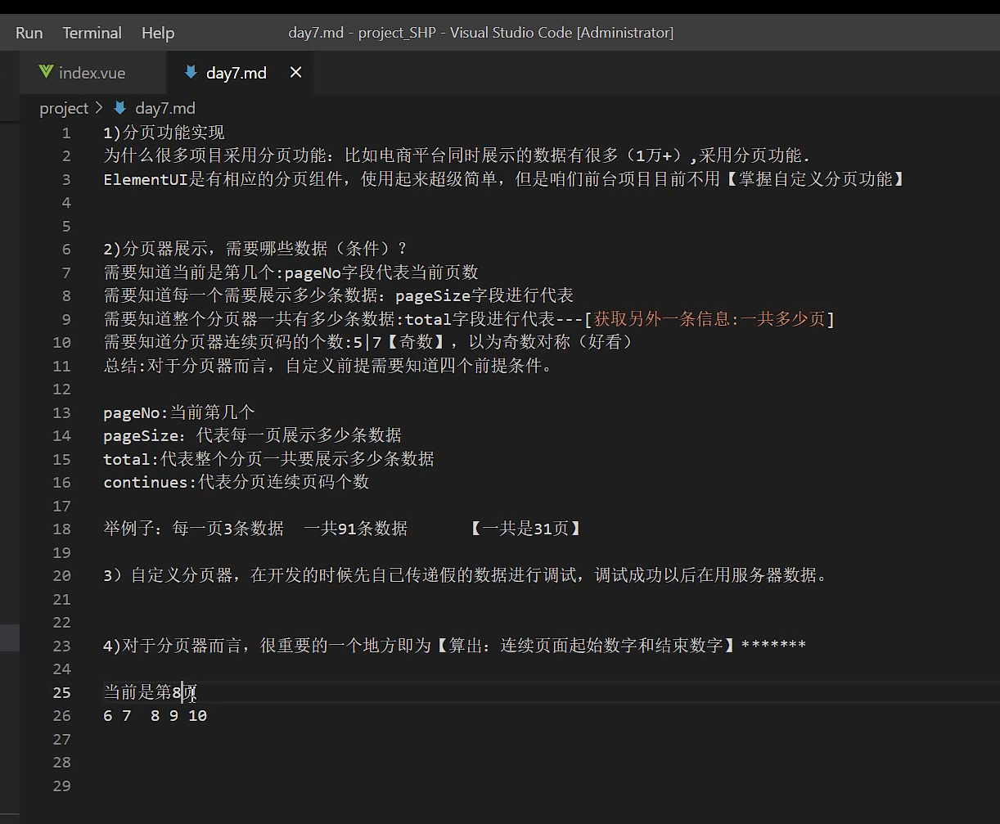 Run Terminal Help day7.md - project_SHP - Visual Studio Code [Administrator]
index.vue day7.md
project > day7.md
1 1)分页功能实现
2 为什么很多项目采用分页功能：比如电商平台同时展示的数据有很多（1万+）,采用分页功能.
3 ElementUI是有相应的分页组件，使用起来超级简单，但是咱们前台项目目前不用【掌握自定义分页功能】
4
5
6 2)分页器展示，需要哪些数据（条件）？
7 需要知道当前是第几个:pageNo字段代表当前页数
8 需要知道每一个需要展示多少条数据：pageSize字段进行代表
9 需要知道整个分页器一共有多少条数据:total字段进行代表---[获取另外一条信息:一共多少页]
10 需要知道分页器连续页码的个数:5|7【奇数】，以为奇数对称（好看）
11 总结:对于分页器而言，自定义前提需要知道四个前提条件。
12
13 pageNo:当前第几个
14 pageSize：代表每一页展示多少条数据
15 total:代表整个分页一共要展示多少条数据
16 continues:代表分页连续页码个数
17
18 举例子：每一页3条数据 一共91条数据 【一共是31页】
19
20 3）自定义分页器，在开发的时候先自己传递假的数据进行调试，调试成功以后在用服务器数据。
21
22
23 4)对于分页器而言，很重要的一个地方即为【算出：连续页面起始数字和结束数字】*******
24
25 当前是第8页
26 6 7 8 9 10
27
28
29